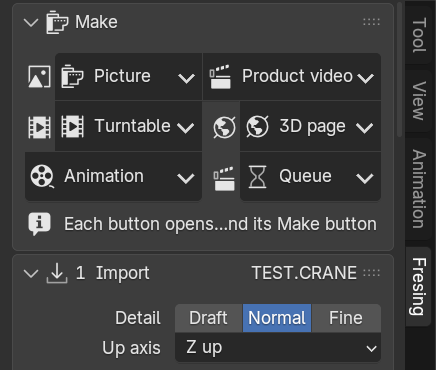 Make
Picture
Product video
Turntable
3D page
Animation
Queue
Each button opens...nd its Make button
1 Import
TEST.CRANE
Detail
Draft
Normal
Fine
Up axis
Z up
Tool
View
Animation
Fresing